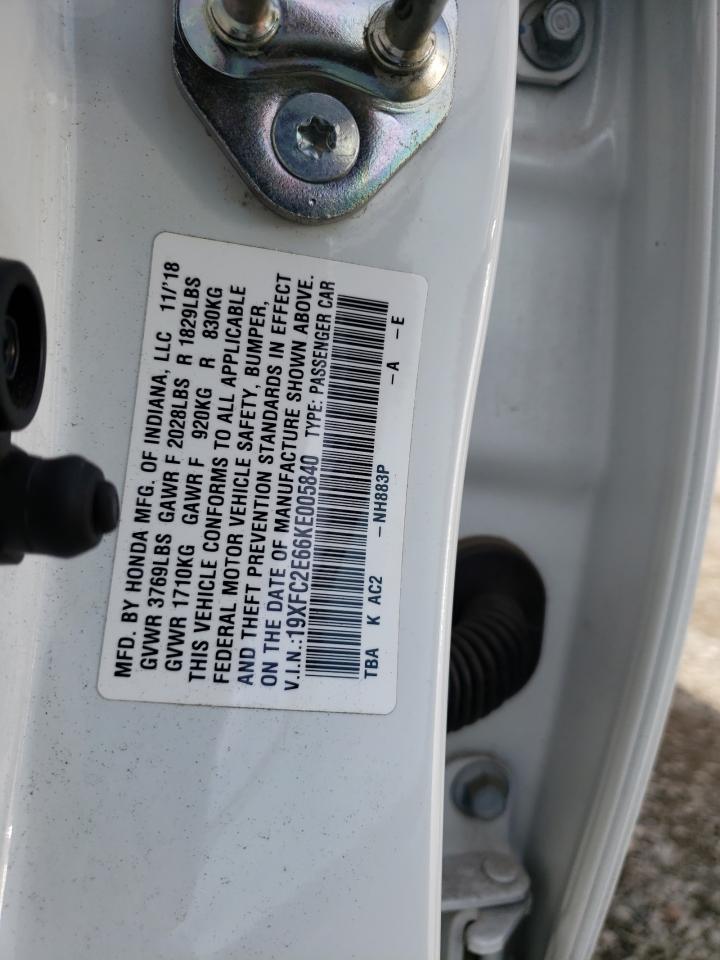 MFD. BY HONDA MFG. OF INDIANA, LLC 11/'18
GVWR 3769LBS GAWR F 2028LBS R 1829LBS
GVWR 1710KG GAWR F 920KG R 830KG
THIS VEHICLE CONFORMS TO ALL APPLICABLE
FEDERAL MOTOR VEHICLE SAFETY, BUMPER,
AND THEFT PREVENTION STANDARDS IN EFFECT
ON THE DATE OF MANUFACTURE SHOWN ABOVE.
V.I.N.:19XFC2E66KE005840 TYPE: PASSENGER CAR
TBA K AC2 -NH883P -A -E